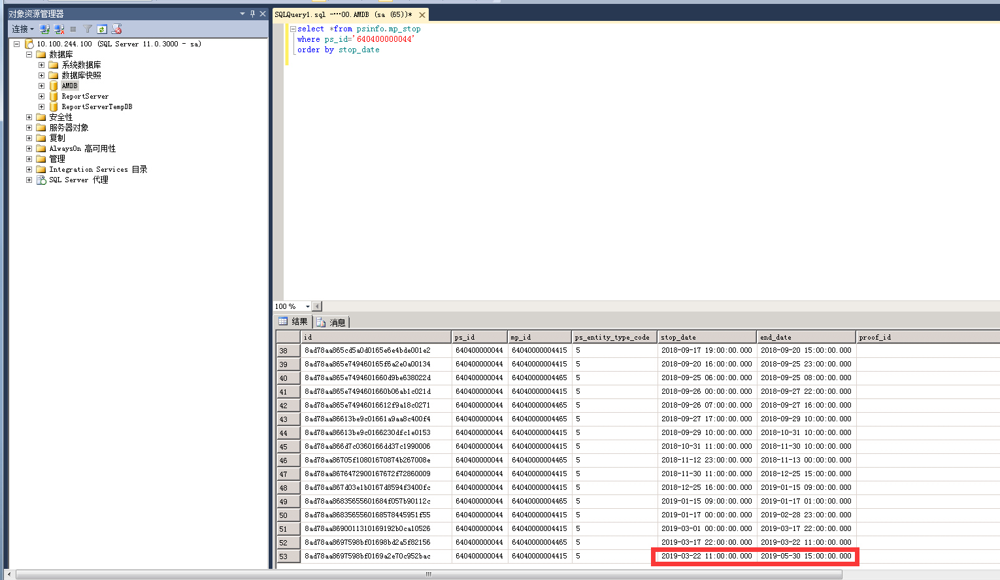 对象资源管理器
连接
10.100.244.100 (SQL Server 11.0.3000 - sa)
数据库
系统数据库
数据库快照
AMDB
ReportServer
ReportServerTempDB
安全性
服务器对象
复制
AlwaysOn 高可用性
管理
Integration Services 目录
SQL Server 代理
SQLQuery1.sql -...00.AMDB (sa (65))*
select *from psinfo.mp_stop
where ps_id='640400000044'
order by stop_date
100 %
结果 消息
id ps_id mp_id ps_entity_type_code stop_date end_date proof_id
38 8ad78aa865cd5a0d0165e6e4bde001e2 640400000044 64040000004415 5 2018-09-17 19:00:00.000 2018-09-20 15:00:00.000
39 8ad78aa865e749460165f6a2e0a00134 640400000044 64040000004415 5 2018-09-20 16:00:00.000 2018-09-25 23:00:00.000
40 8ad78aa865e7494601660d9be638022d 640400000044 64040000004465 5 2018-09-25 06:00:00.000 2018-09-25 08:00:00.000
41 8ad78aa865e7494601660b06ab1c021d 640400000044 64040000004415 5 2018-09-26 00:00:00.000 2018-09-27 22:00:00.000
42 8ad78aa865e74946016612f9a18c0271 640400000044 64040000004465 5 2018-09-26 07:00:00.000 2018-09-27 16:00:00.000
43 8ad78aa86613be9c01661a9aa8c400f4 640400000044 64040000004465 5 2018-09-27 17:00:00.000 2018-09-29 10:00:00.000
44 8ad78aa86613be9c0166230dfc1e0153 640400000044 64040000004415 5 2018-09-29 10:00:00.000 2018-10-31 10:00:00.000
45 8ad78aa866d7c0360166dd37c1990006 640400000044 64040000004415 5 2018-10-31 11:00:00.000 2018-11-30 10:00:00.000
46 8ad78aa86705f10801670874b267008e 640400000044 64040000004465 5 2018-11-12 23:00:00.000 2018-11-13 00:00:00.000
47 8ad78aa8676472900167672f72860009 640400000044 64040000004415 5 2018-11-30 11:00:00.000 2018-12-25 15:00:00.000
48 8ad78aa867d03e1b0167d8594f3400fc 640400000044 64040000004415 5 2018-12-25 16:00:00.000 2019-01-15 09:00:00.000
49 8ad78aa86835655601684f057b90112c 640400000044 64040000004465 5 2019-01-15 09:00:00.000 2019-01-17 01:00:00.000
50 8ad78aa868356556016857844595​1f55 640400000044 64040000004415 5 2019-01-17 00:00:00.000 2019-02-28 23:00:00.000
51 8ad78aa8690011310169192b0ca10526 640400000044 64040000004415 5 2019-03-01 00:00:00.000 2019-03-17 22:00:00.000
52 8ad78aa8697598bf01698bd2a5f82156 640400000044 64040000004465 5 2019-03-17 22:00:00.000 2019-03-22 11:00:00.000
53 8ad78aa8697598bf0169a2e70c952bac 640400000044 64040000004415 5 2019-03-22 11:00:00.000 2019-05-30 15:00:00.000